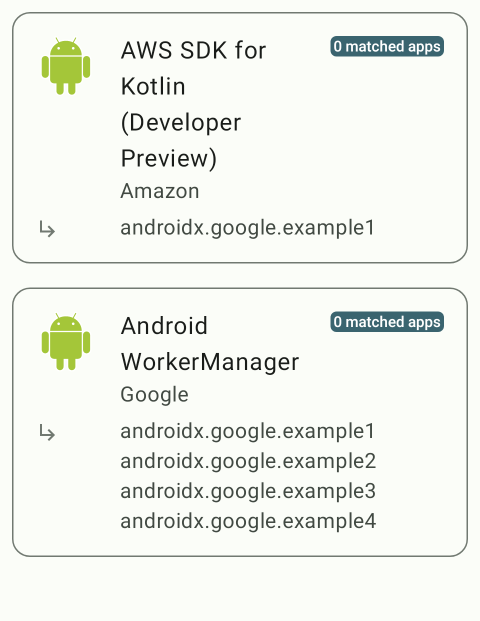 AWS SDK for
Kotlin
(Developer
Preview)
0 matched apps
Amazon
androidx.google.example1
Android
WorkerManager
0 matched apps
Google
androidx.google.example1
androidx.google.example2
androidx.google.example3
androidx.google.example4